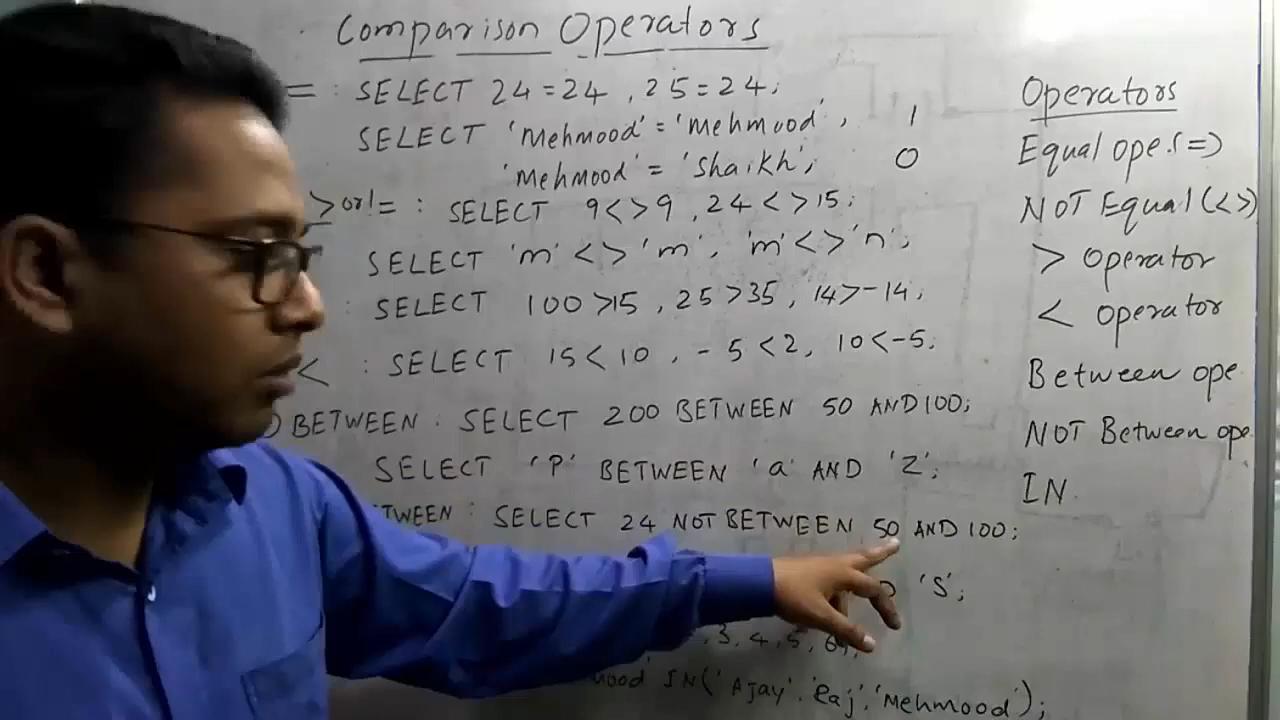 Comparison Operators
= : SELECT 24=24 , 25=24;
SELECT 'Mehmood' = 'Mehmood', 1
'Mehmood' = 'Shaikh'; 0
> or != : SELECT 9<>9 , 24<>15;
SELECT 'm' <> 'm', 'm' <> 'n';
: SELECT 100>15 , 25>35 , 14>-14;
< : SELECT 15<10 , -5<2, 10<-5;
) BETWEEN : SELECT 200 BETWEEN 50 AND 100;
SELECT 'P' BETWEEN 'a' AND 'Z';
TWEEN : SELECT 24 NOT BETWEEN 50 AND 100;
'S';
,3,4,5,
IN('Ajay','Raj','Mehmood');
Operators
Equal ope.(=)
NOT Equal (<>)
> operator
< operator
Between ope
NOT Between ope
IN